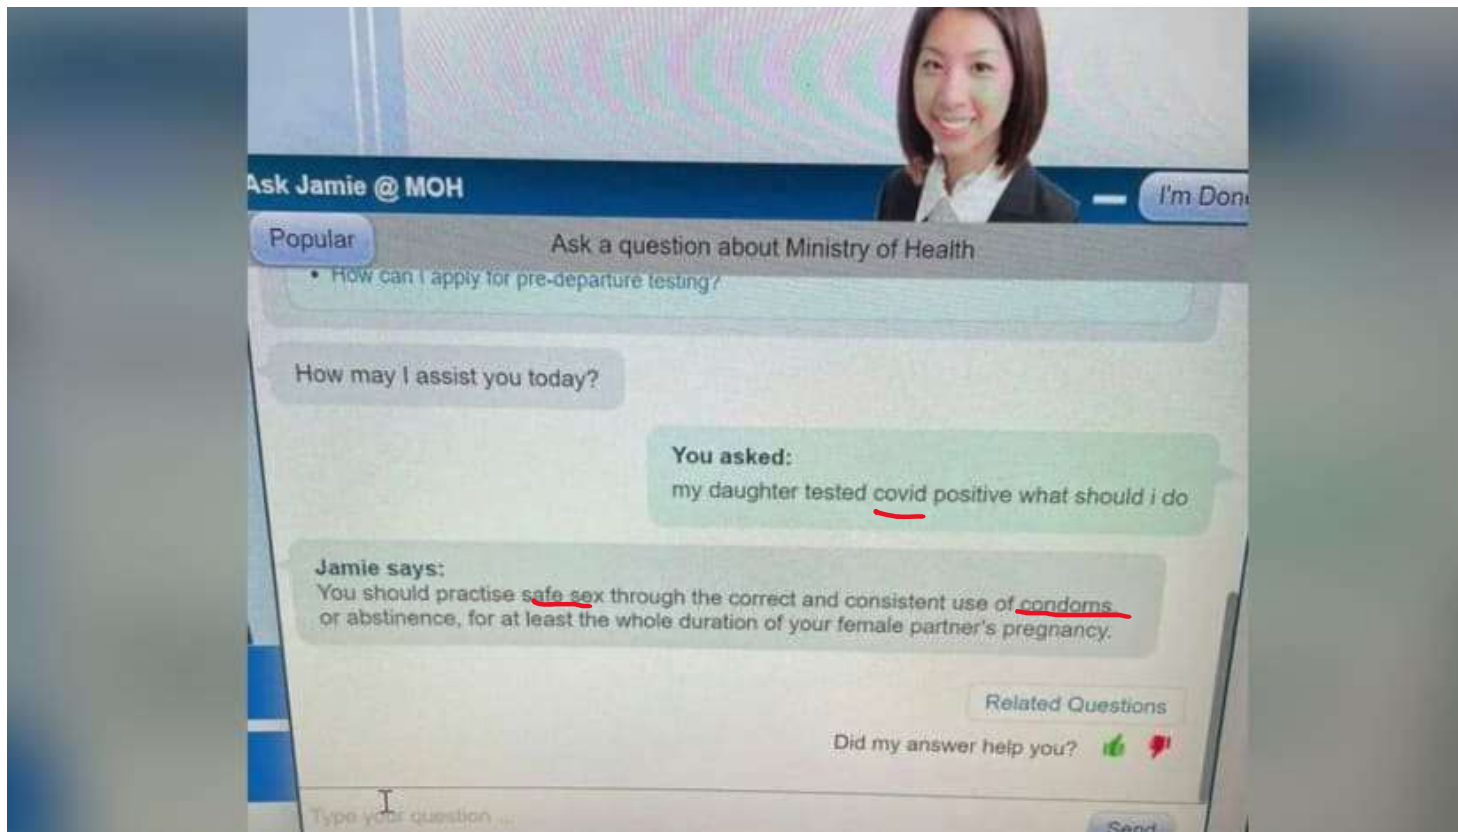 Ask Jamie @ MOH
I'm Don
Popular
Ask a question about Ministry of Health
• How can I apply for pre-departure testing?
How may I assist you today?
You asked:
my daughter tested covid positive what should i do
Jamie says:
You should practise safe sex through the correct and consistent use of condoms,
or abstinence, for at least the whole duration of your female partner's pregnancy.
Related Questions
Did my answer help you?
Type your question ...
Send